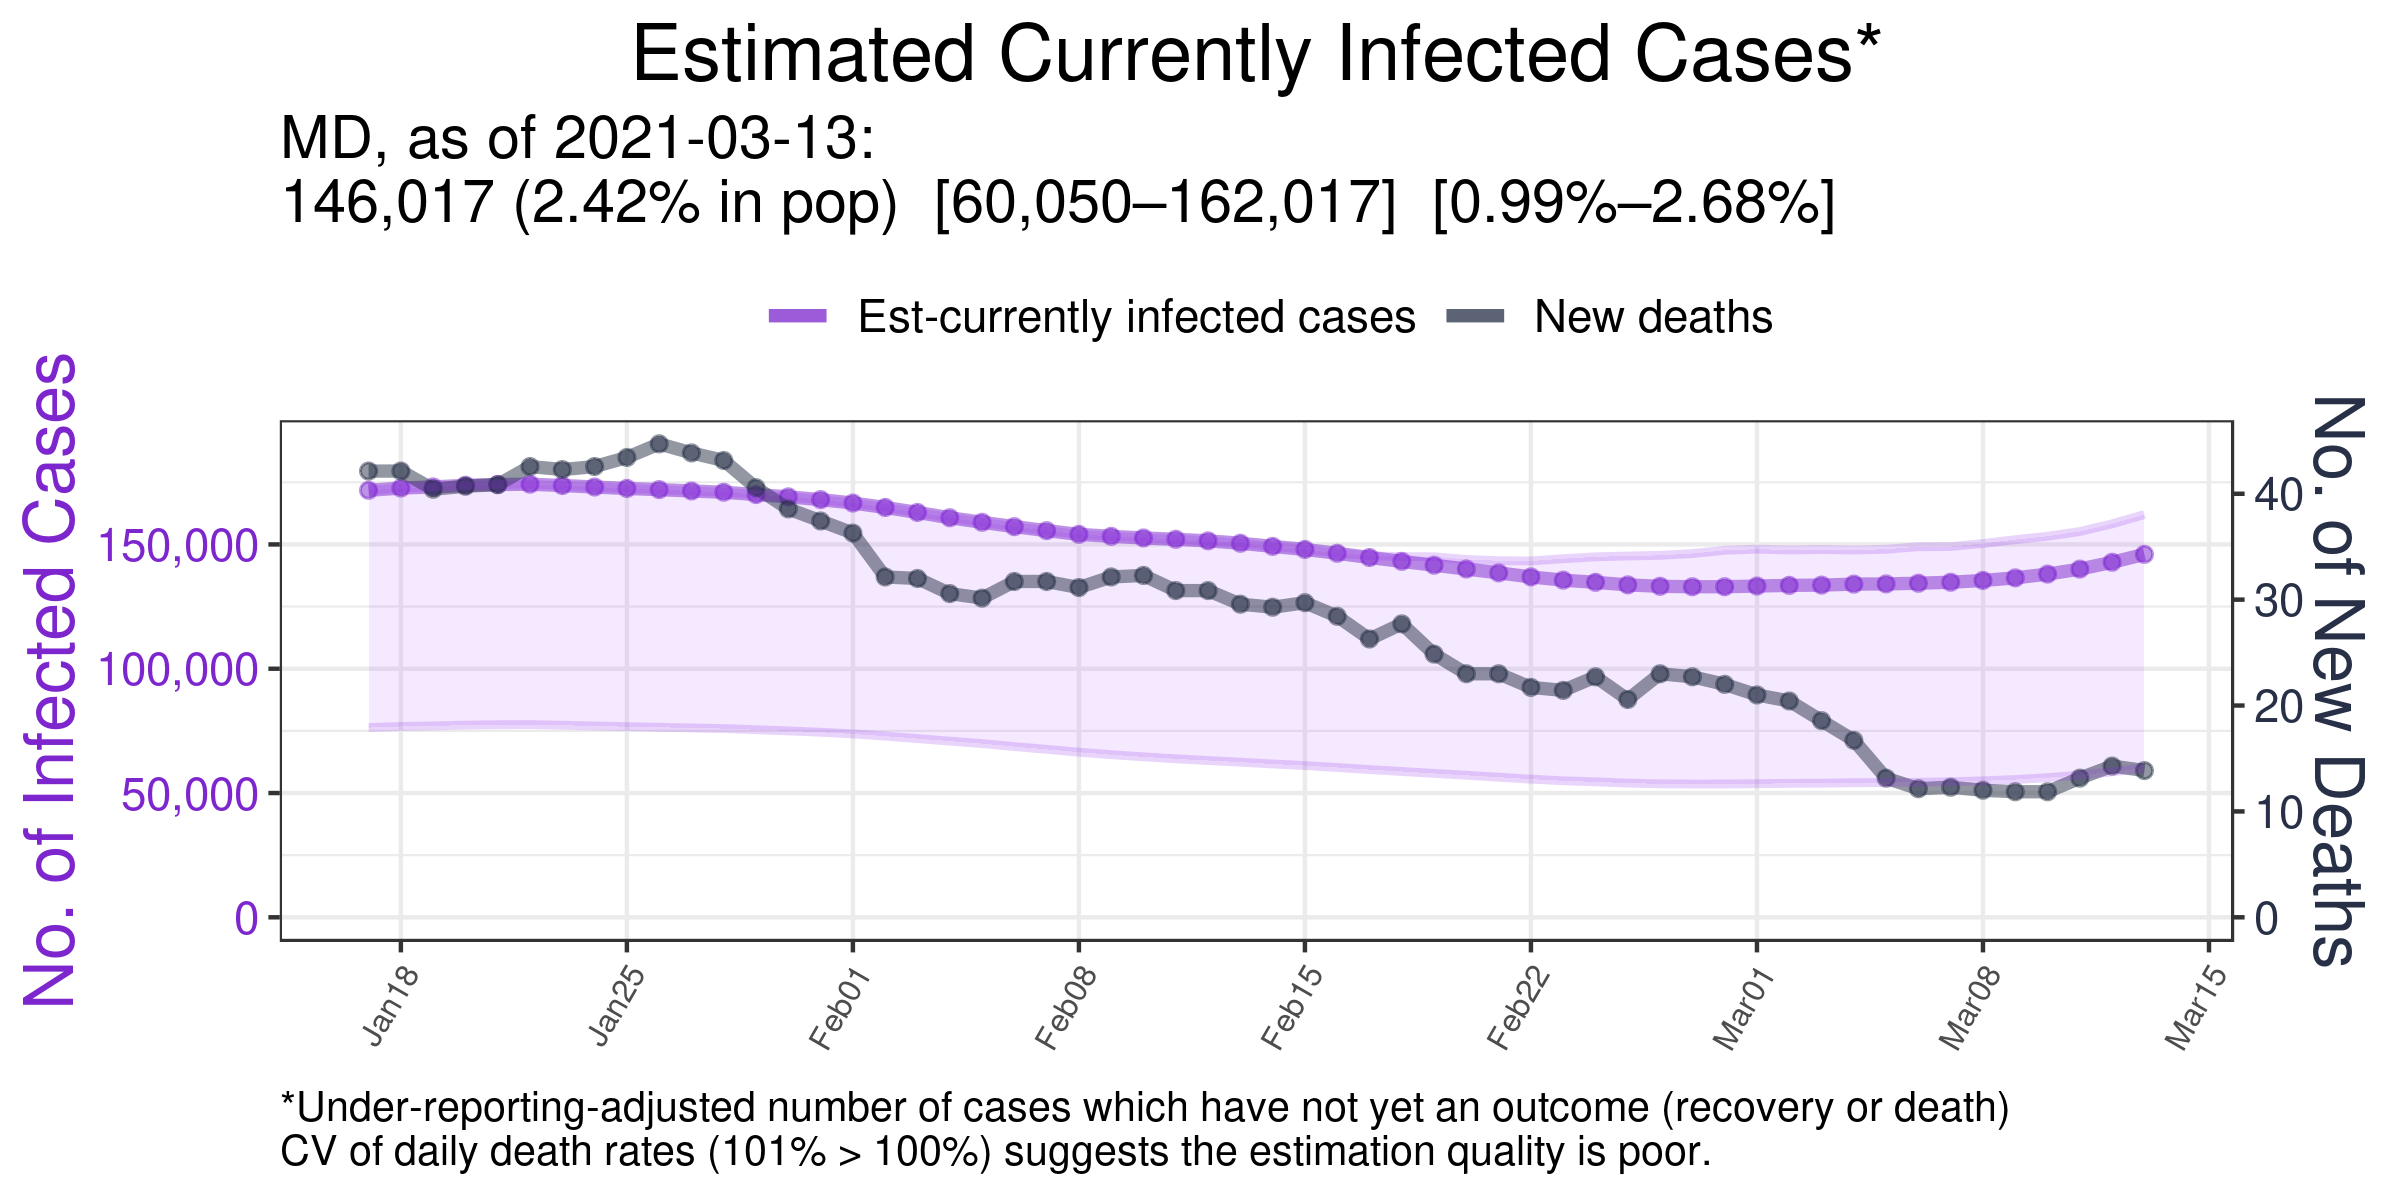 Estimated Currently Infected Cases*
MD, as of 2021-03-13:
146,017 (2.42% in pop)  [60,050–162,017]  [0.99%–2.68%]
Est-currently infected cases
New deaths
No. of Infected Cases
150,000
100,000
50,000
0
40
30
20
10
0
No. of New Deaths
Jan18
Jan25
Feb01
Feb08
Feb15
Feb22
Mar01
Mar08
Mar15
*Under-reporting-adjusted number of cases which have not yet an outcome (recovery or death)
CV of daily death rates (101% > 100%) suggests the estimation quality is poor.